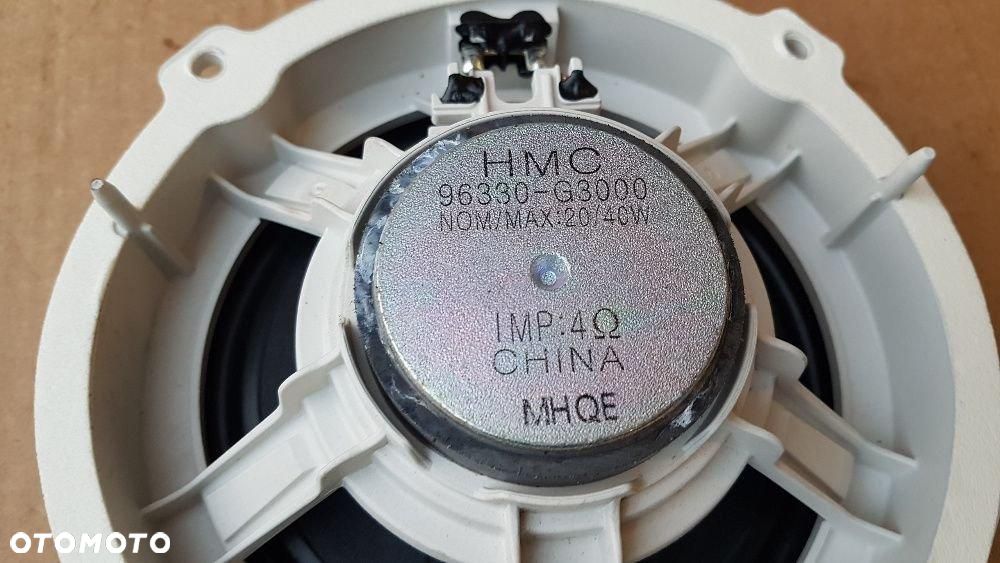 HMC
96330-G3000
NOM/MAX:20/40W
IMP:4Ω
CHINA
MHQE
OTOMOTO